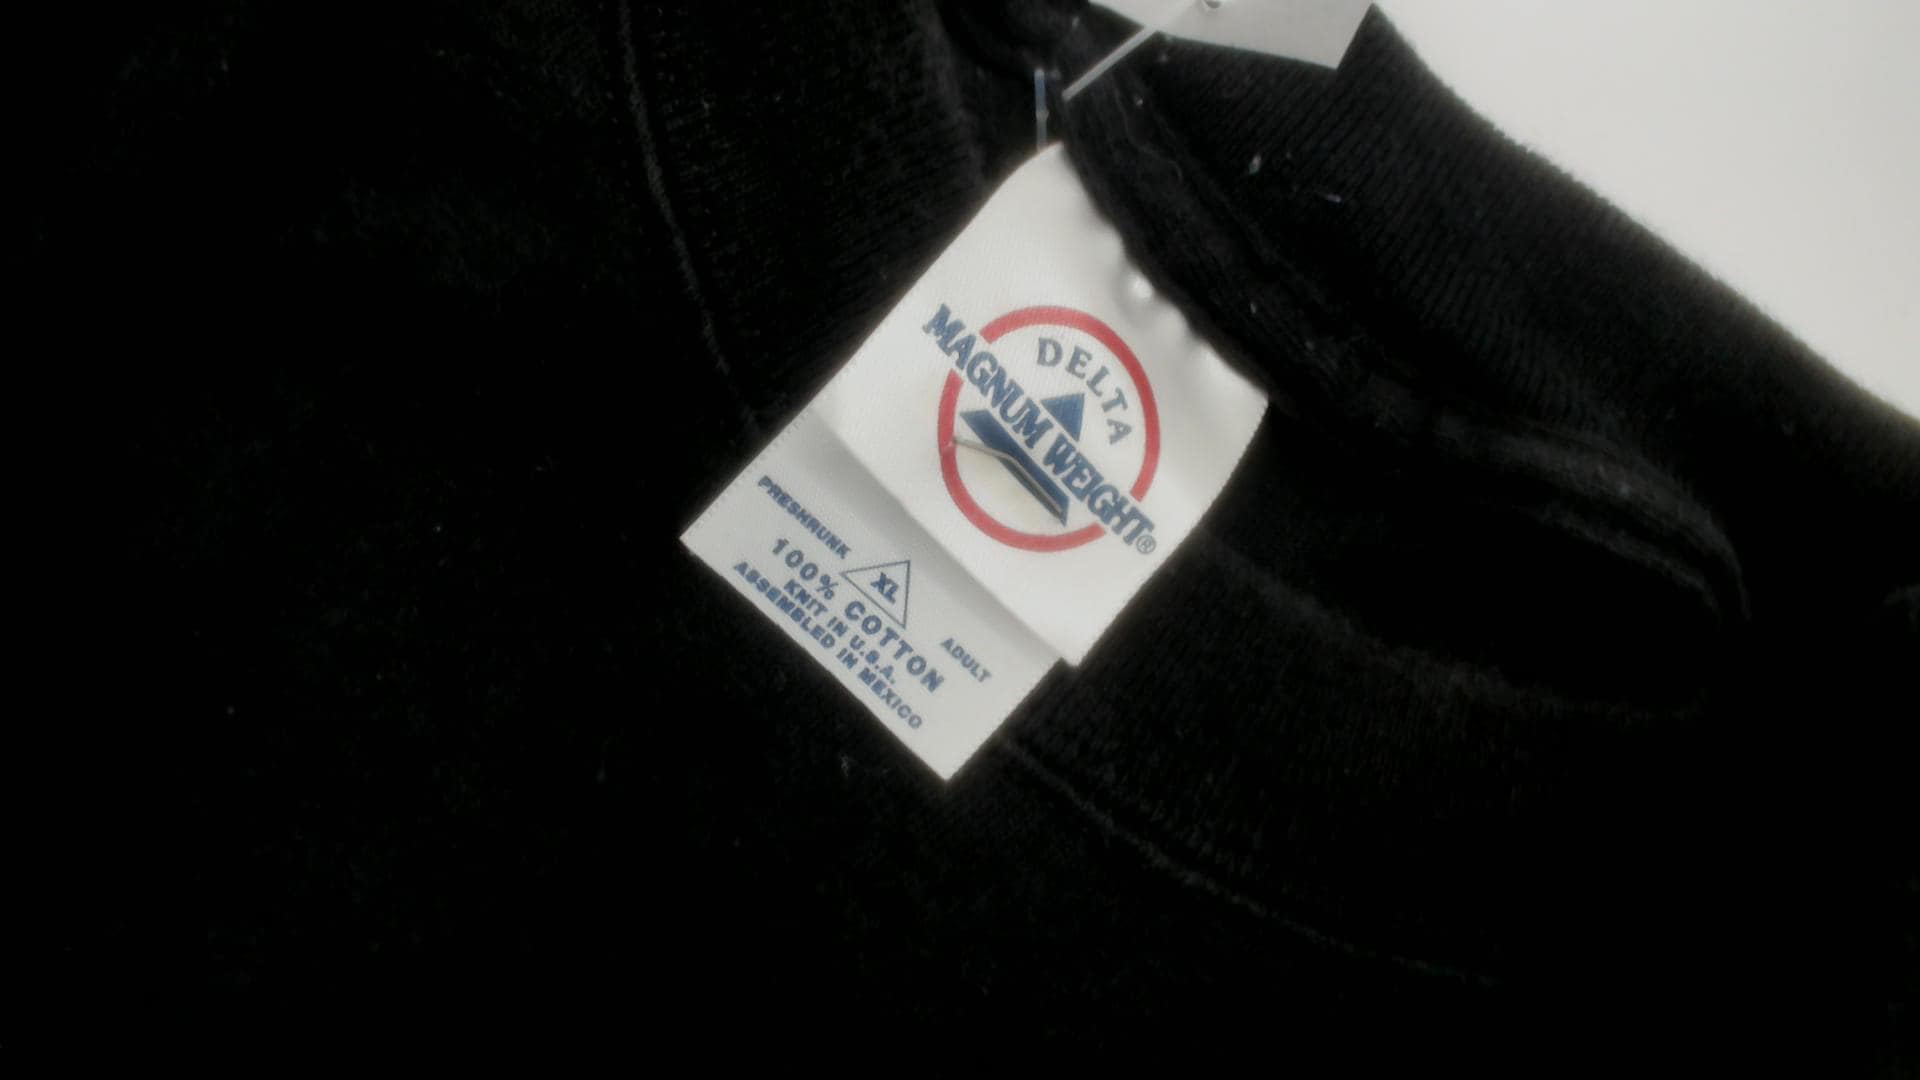 DELTA
MAGNUM WEIGHT®
PRESHRUNK
XL
ADULT
100% COTTON
KNIT IN U.S.A.
ASSEMBLED IN MEXICO